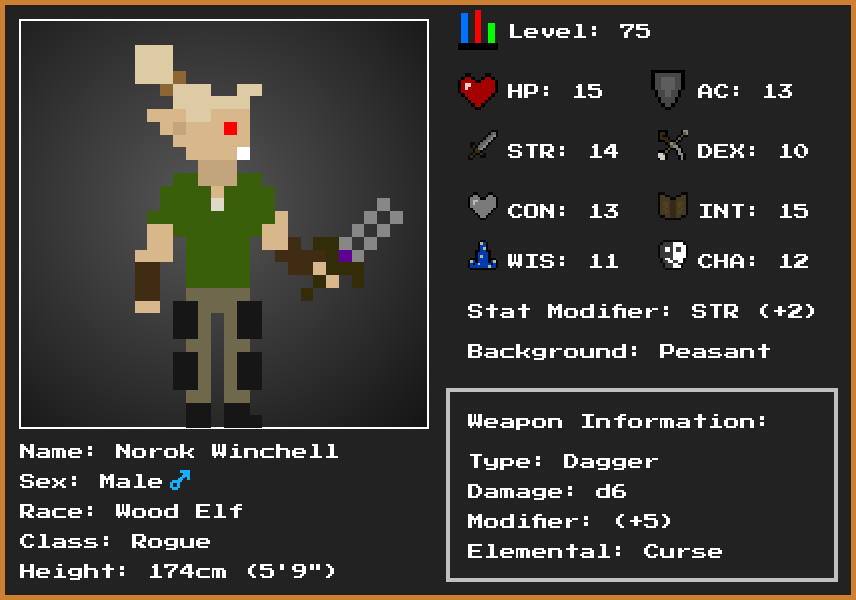 Level: 75
HP: 15 AC: 13
STR: 14 DEX: 10
CON: 13 INT: 15
WIS: 11 CHA: 12
Stat Modifier: STR (+2)
Background: Peasant
Weapon Information:
Type: Dagger
Damage: d6
Modifier: (+5)
Elemental: Curse
Name: Norok Winchell
Sex: Male♂
Race: Wood Elf
Class: Rogue
Height: 174cm (5'9")